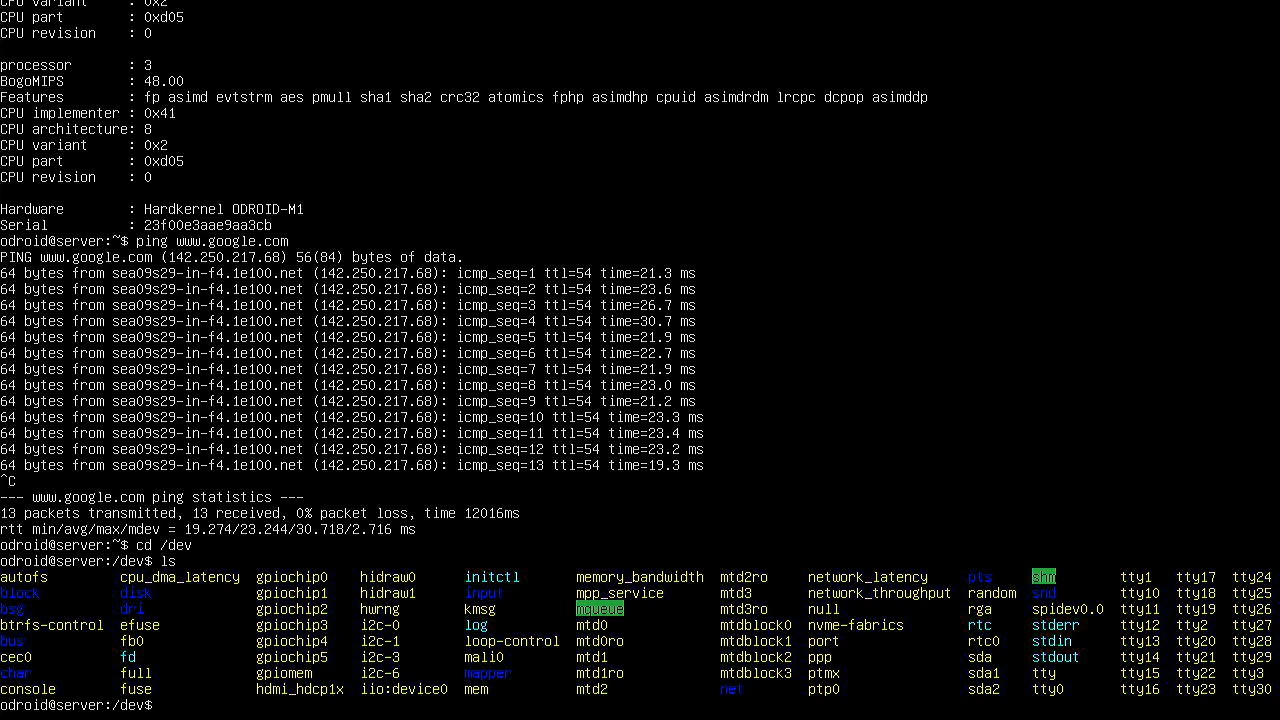 CPU variant     : 0x2
CPU part        : 0xd05
CPU revision    : 0
processor       : 3
BogoMIPS        : 48.00
Features        : fp asimd evtstrm aes pmull sha1 sha2 crc32 atomics fphp asimdhp cpuid asimdrdm lrcpc dcpop asimddp
CPU implementer : 0x41
CPU architecture: 8
CPU variant     : 0x2
CPU part        : 0xd05
CPU revision    : 0
Hardware        : Hardkernel ODROID-M1
Serial          : 23f00e3aae9aa3cb
odroid@server:~$ ping www.google.com
PING www.google.com (142.250.217.68) 56(84) bytes of data.
64 bytes from sea09s29-in-f4.1e100.net (142.250.217.68): icmp_seq=1 ttl=54 time=21.3 ms
64 bytes from sea09s29-in-f4.1e100.net (142.250.217.68): icmp_seq=2 ttl=54 time=23.6 ms
64 bytes from sea09s29-in-f4.1e100.net (142.250.217.68): icmp_seq=3 ttl=54 time=26.7 ms
64 bytes from sea09s29-in-f4.1e100.net (142.250.217.68): icmp_seq=4 ttl=54 time=30.7 ms
64 bytes from sea09s29-in-f4.1e100.net (142.250.217.68): icmp_seq=5 ttl=54 time=21.9 ms
64 bytes from sea09s29-in-f4.1e100.net (142.250.217.68): icmp_seq=6 ttl=54 time=22.7 ms
64 bytes from sea09s29-in-f4.1e100.net (142.250.217.68): icmp_seq=7 ttl=54 time=21.9 ms
64 bytes from sea09s29-in-f4.1e100.net (142.250.217.68): icmp_seq=8 ttl=54 time=23.0 ms
64 bytes from sea09s29-in-f4.1e100.net (142.250.217.68): icmp_seq=9 ttl=54 time=21.2 ms
64 bytes from sea09s29-in-f4.1e100.net (142.250.217.68): icmp_seq=10 ttl=54 time=23.3 ms
64 bytes from sea09s29-in-f4.1e100.net (142.250.217.68): icmp_seq=11 ttl=54 time=23.4 ms
64 bytes from sea09s29-in-f4.1e100.net (142.250.217.68): icmp_seq=12 ttl=54 time=23.2 ms
64 bytes from sea09s29-in-f4.1e100.net (142.250.217.68): icmp_seq=13 ttl=54 time=19.3 ms
^C
--- www.google.com ping statistics ---
13 packets transmitted, 13 received, 0% packet loss, time 12016ms
rtt min/avg/max/mdev = 19.274/23.244/30.718/2.716 ms
odroid@server:~$ cd /dev
odroid@server:/dev$ ls
autofs         cpu_dma_latency  gpiochip0    hidraw0      initctl       memory_bandwidth  mtd2ro     network_latency     pts     shm        tty1   tty17  tty24
block          disk             gpiochip1    hidraw1      input         mpp_service       mtd3       network_throughput  random  snd        tty10  tty18  tty25
bsg            dri              gpiochip2    hwrng        kmsg          mqueue            mtd3ro     null                rga     spidev0.0  tty11  tty19  tty26
btrfs-control  efuse            gpiochip3    i2c-0        log           mtd0              mtdblock0  nvme-fabrics        rtc     stderr     tty12  tty2   tty27
bus            fb0              gpiochip4    i2c-1        loop-control  mtd0ro            mtdblock1  port                rtc0    stdin      tty13  tty20  tty28
cec0           fd               gpiochip5    i2c-3        mali0         mtd1              mtdblock2  ppp                 sda     stdout     tty14  tty21  tty29
char           full             gpiomem      i2c-6        mapper        mtd1ro            mtdblock3  ptmx                sda1    tty        tty15  tty22  tty3
console        fuse             hdmi_hdcp1x  iio:device0  mem           mtd2              net        ptp0                sda2    tty0       tty16  tty23  tty30
odroid@server:/dev$